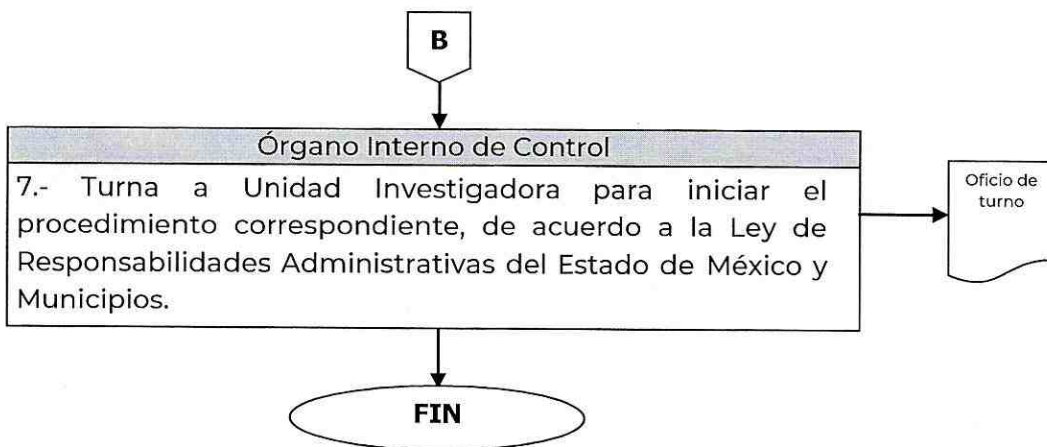 B
Órgano Interno de Control
7.- Turna a Unidad Investigadora para iniciar el
procedimiento correspondiente, de acuerdo a la Ley de
Responsabilidades Administrativas del Estado de México y
Municipios.
Oficio de
turno
FIN